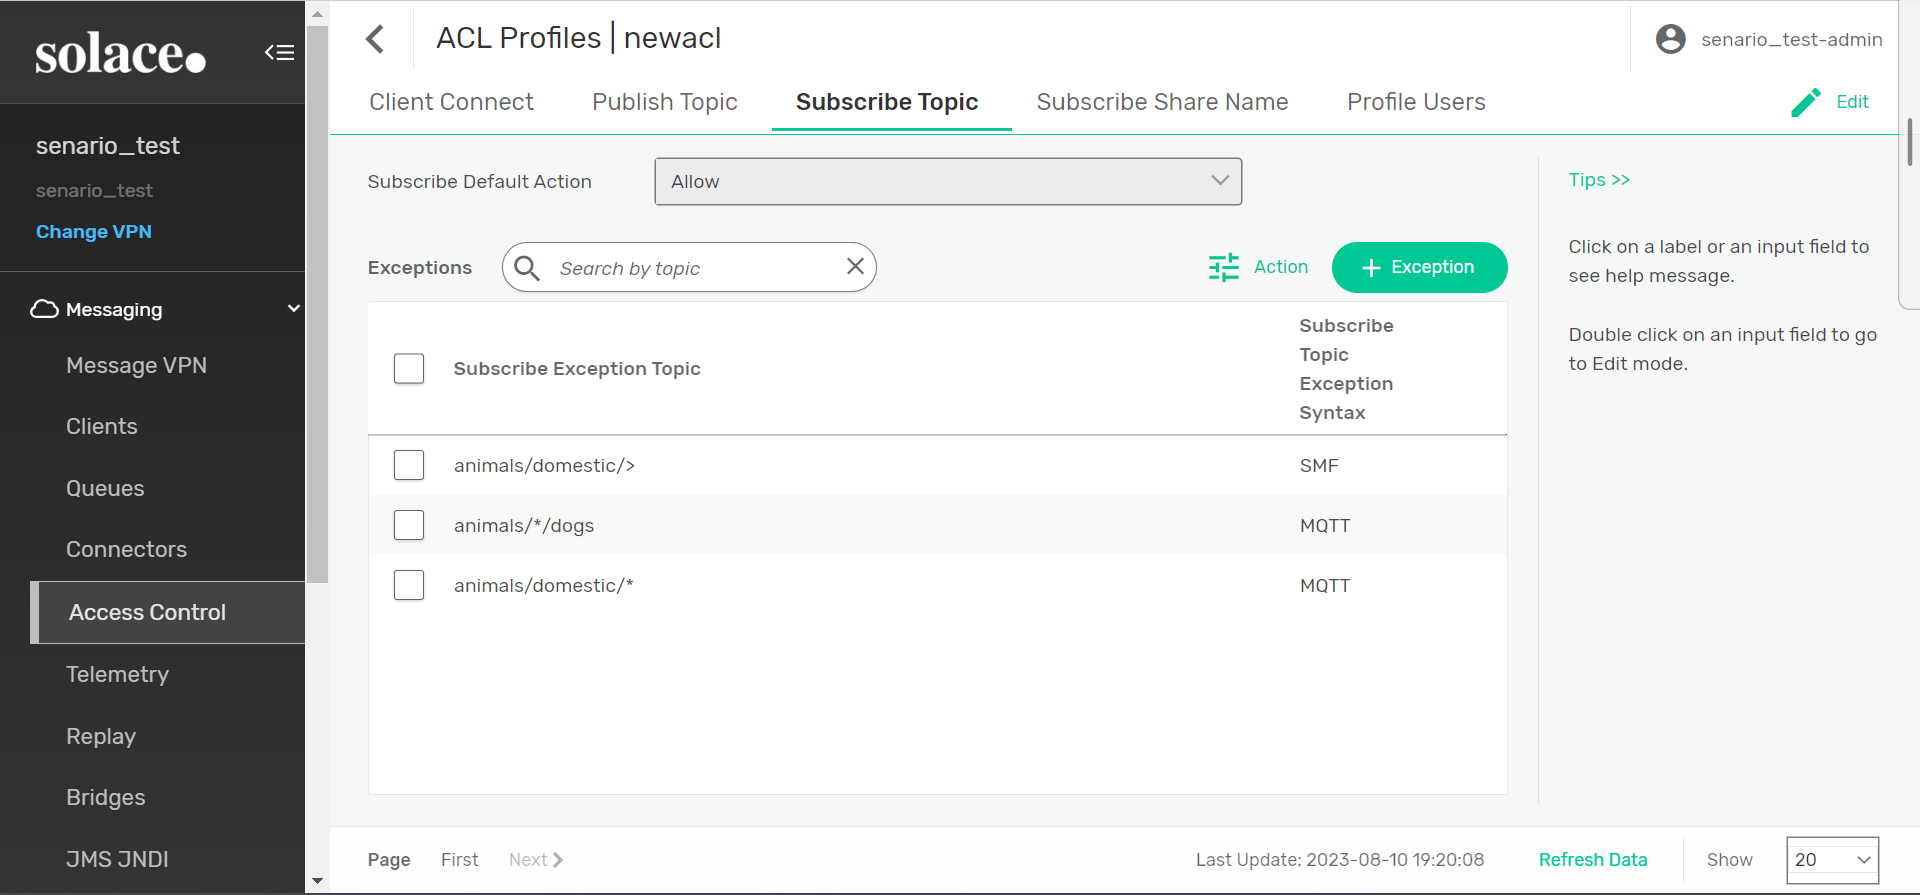 solace.
ACL Profiles | newacl
senario_test-admin
Client Connect
Publish Topic
Subscribe Topic
Subscribe Share Name
Profile Users
Edit
senario_test
senario_test
Change VPN
Messaging
Message VPN
Clients
Queues
Connectors
Access Control
Telemetry
Replay
Bridges
JMS JNDI
Subscribe Default Action
Allow
Exceptions
Search by topic
Action
+ Exception
Subscribe Exception Topic
Subscribe
Topic
Exception
Syntax
animals/domestic/> SMF
animals/*/dogs MQTT
animals/domestic/* MQTT
Tips >>
Click on a label or an input field to
see help message.
Double click on an input field to go
to Edit mode.
Page First Next
Last Update: 2023-08-10 19:20:08
Refresh Data
Show 20